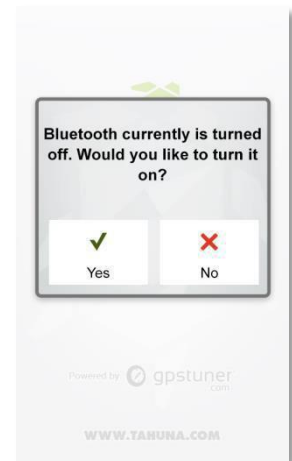 Bluetooth currently is turned
off. Would you like to turn it
on?
Yes
No
Powered by gpstuner
.com
WWW.TAHUNA.COM